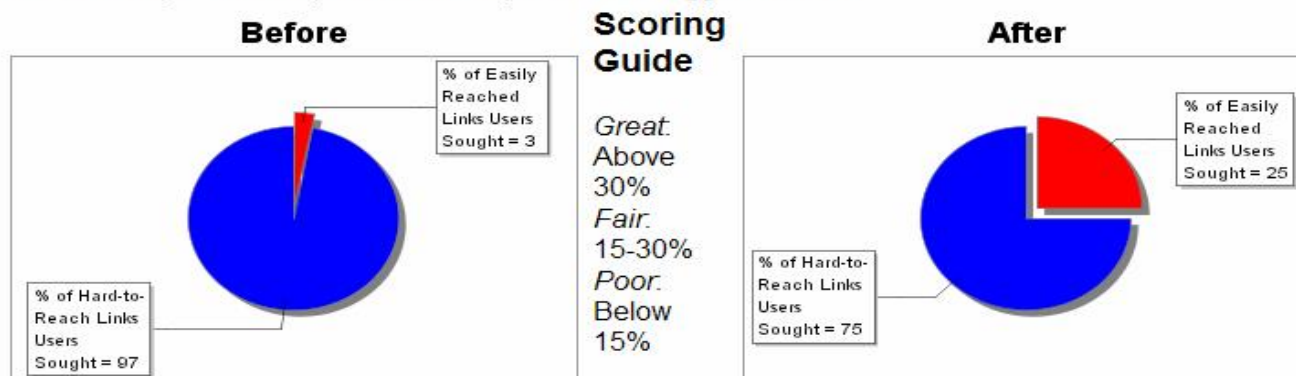 Before
% of Easily
Reached
Links Users
Sought = 3
% of Hard-to-
Reach Links
Users
Sought = 97
Scoring
Guide
Great:
Above
30%
Fair:
15-30%
Poor:
Below
15%
After
% of Easily
Reached
Links Users
Sought = 25
% of Hard-to-
Reach Links
Users
Sought = 75